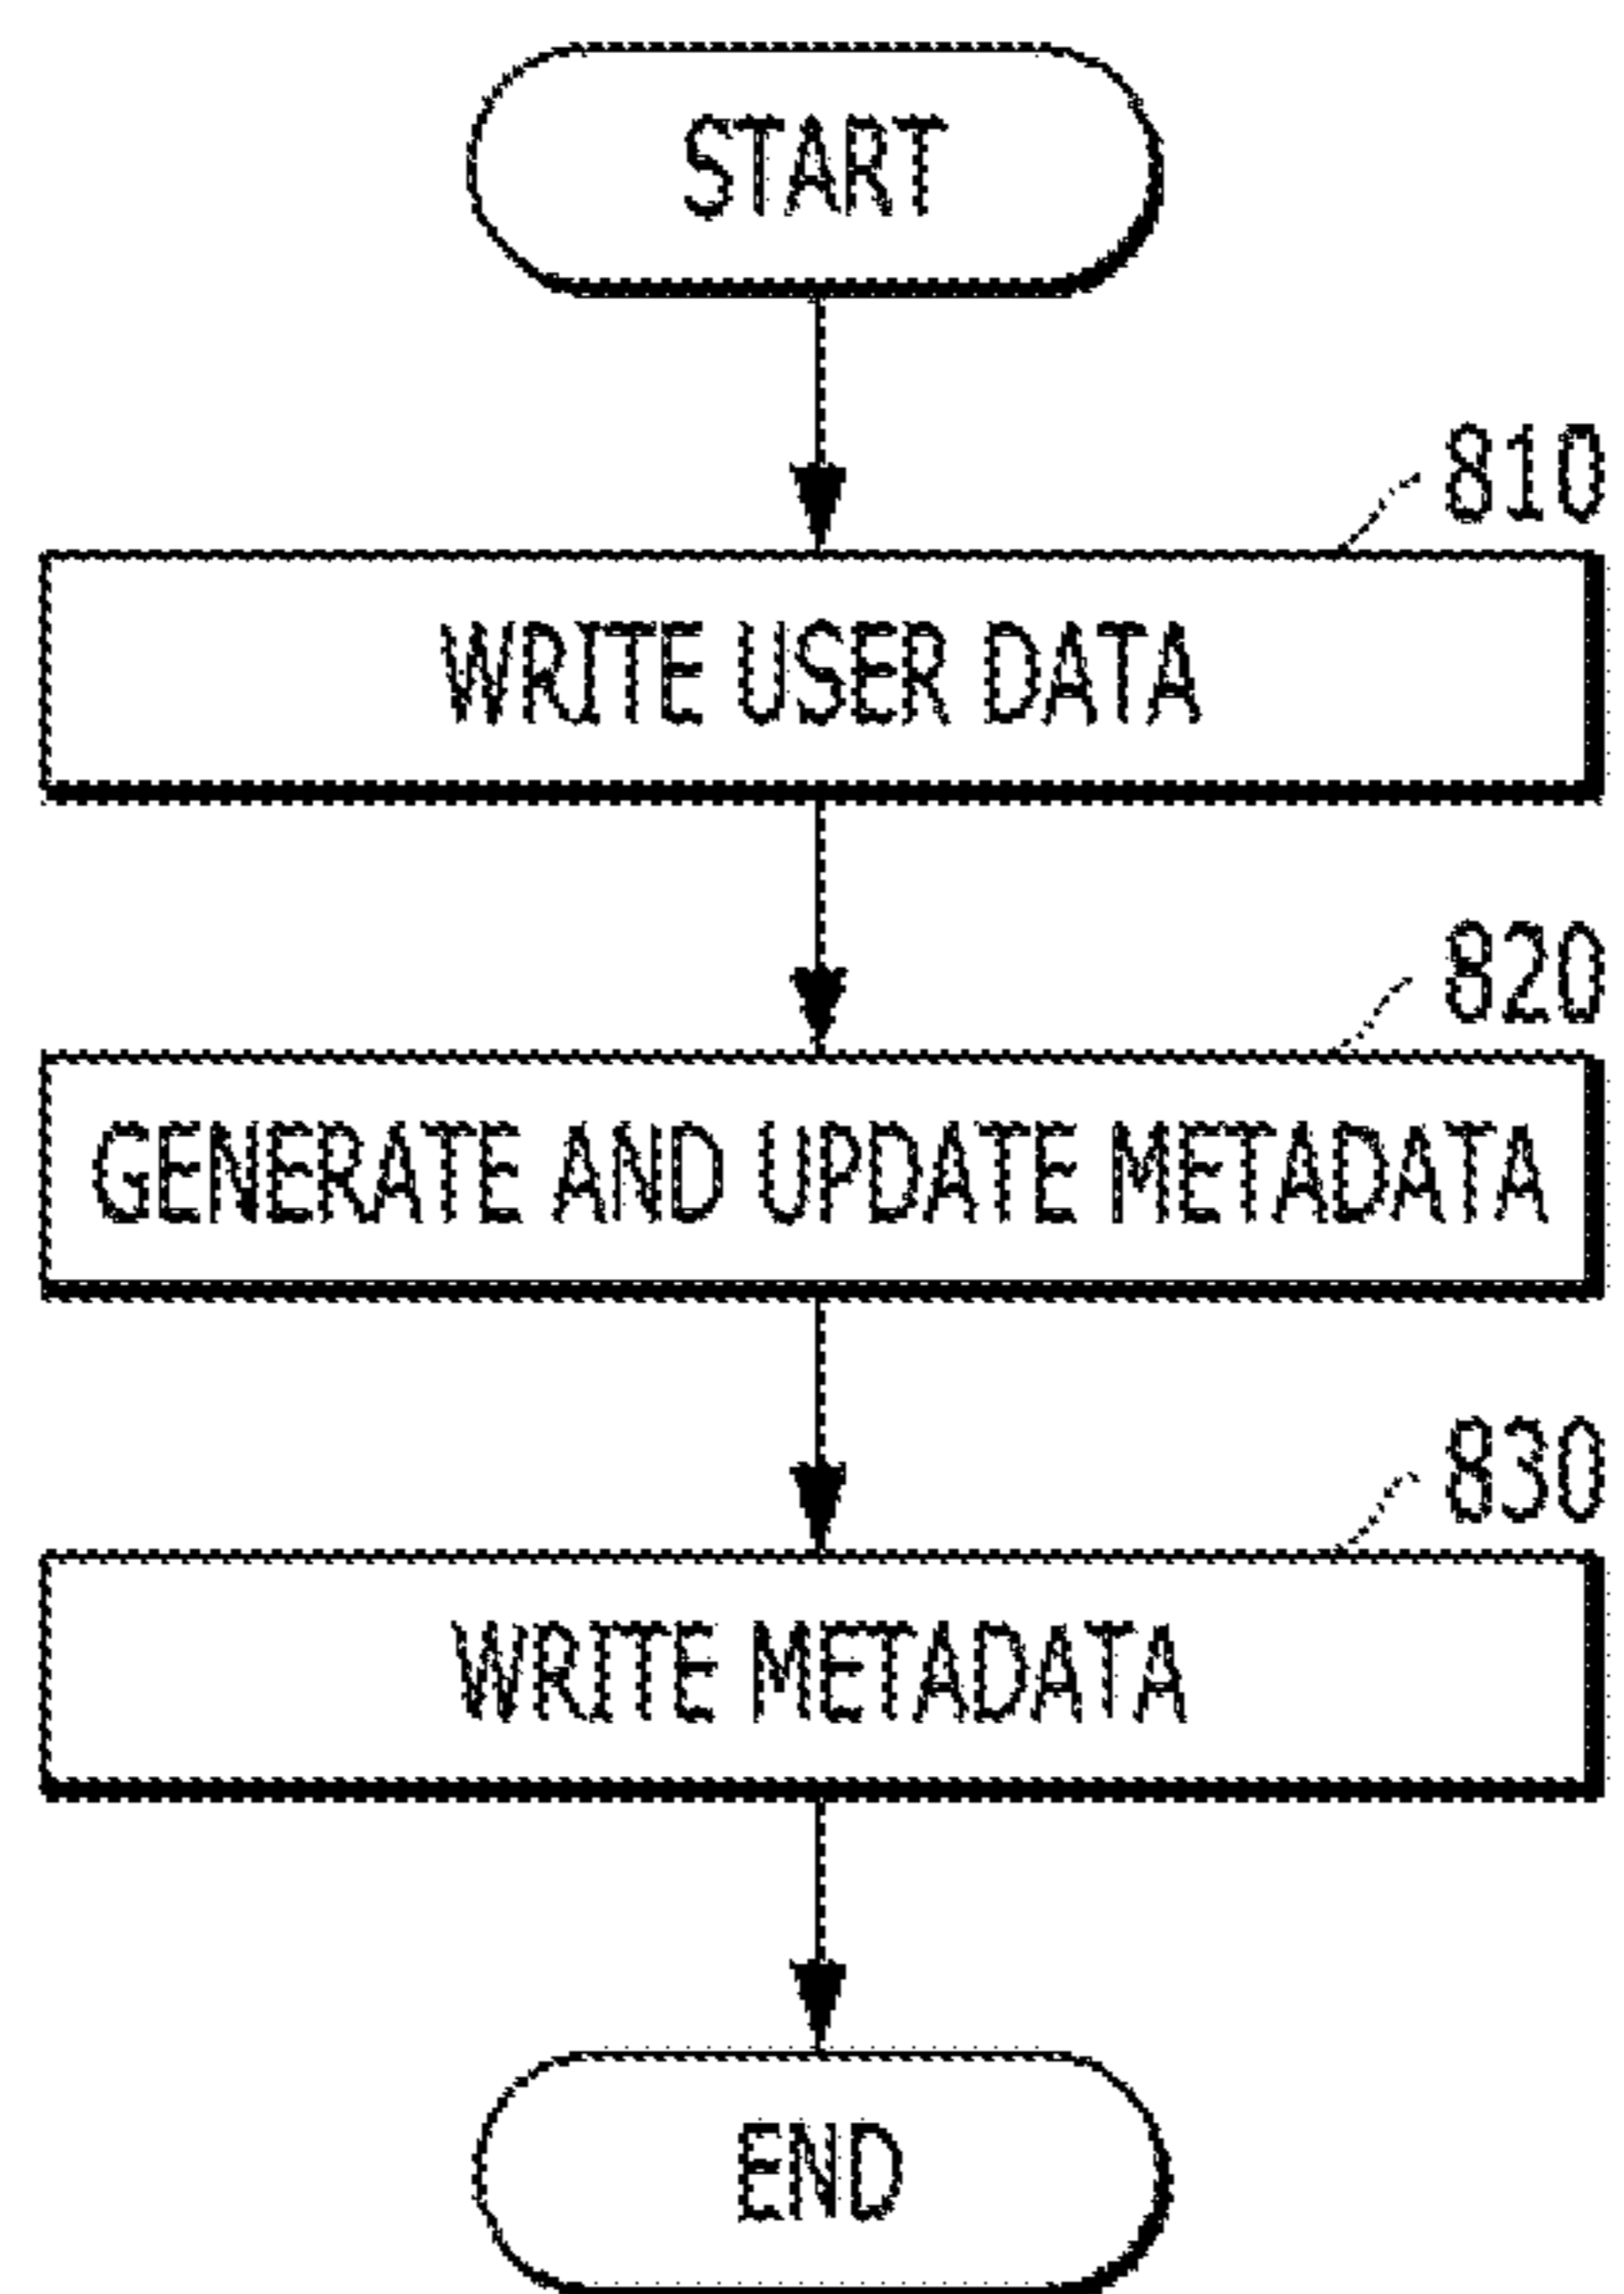 START
810
WRITE USER DATA
820
GENERATE AND UPDATE METADATA
830
WRITE METADATA
END